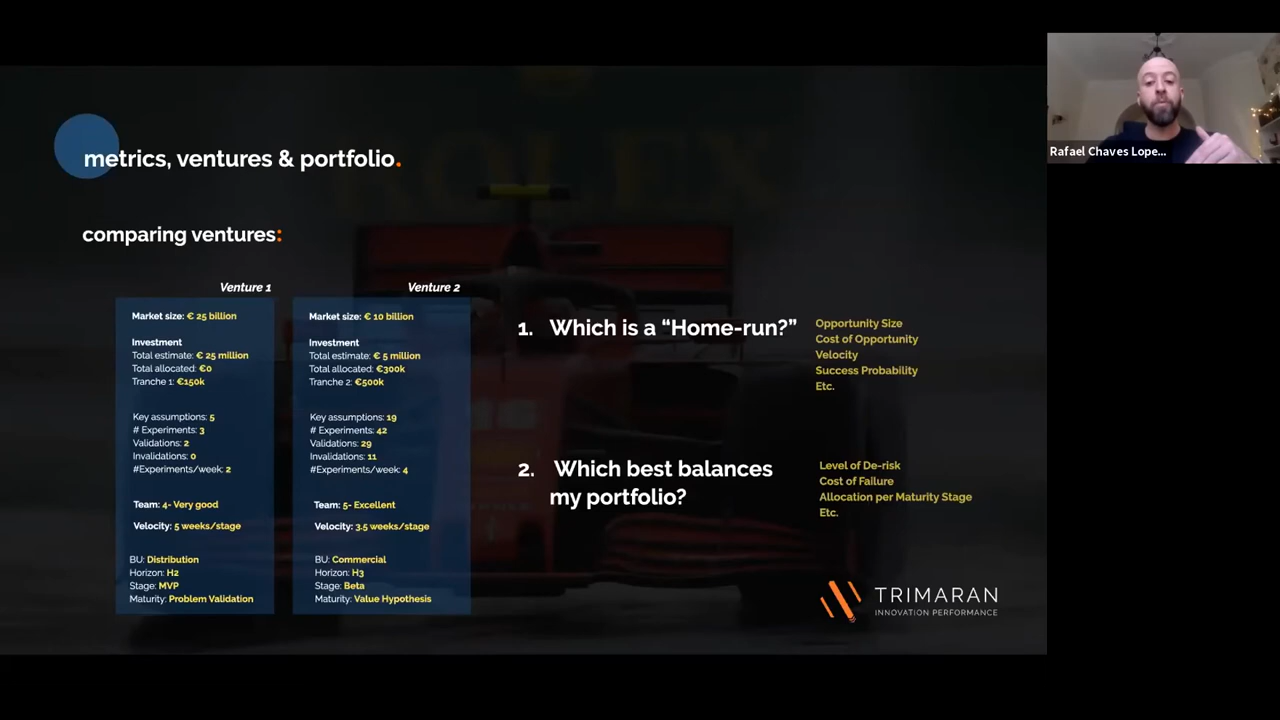 metrics, ventures & portfolio.
comparing ventures:
Venture 1
Market size: € 25 billion
Investment
Total estimate: € 25 million
Total allocated: €0
Tranche 1: €150k
Key assumptions: 5
# Experiments: 3
Validations: 2
Invalidations: 0
#Experiments/week: 2
Team: 4- Very good
Velocity: 5 weeks/stage
BU: Distribution
Horizon: H2
Stage: MVP
Maturity: Problem Validation
Venture 2
Market size: € 10 billion
Investment
Total estimate: € 5 million
Total allocated: €300k
Tranche 2: €500k
Key assumptions: 19
# Experiments: 42
Validations: 29
Invalidations: 11
#Experiments/week: 4
Team: 5- Excellent
Velocity: 3.5 weeks/stage
BU: Commercial
Horizon: H3
Stage: Beta
Maturity: Value Hypothesis
1. Which is a “Home-run?”
Opportunity Size
Cost of Opportunity
Velocity
Success Probability
Etc.
2. Which best balances
my portfolio?
Level of De-risk
Cost of Failure
Allocation per Maturity Stage
Etc.
TRIMARAN
INNOVATION PERFORMANCE
Rafael Chaves Lope...
ROLEX